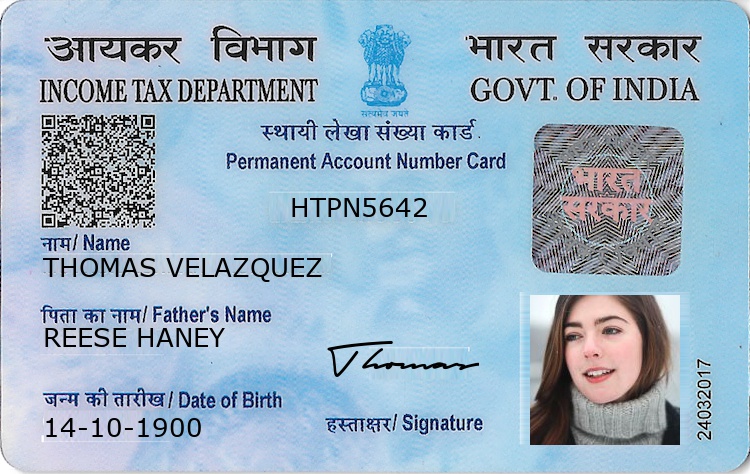 आयकर विभाग
INCOME TAX DEPARTMENT
भारत सरकार
GOVT. OF INDIA
सत्यमेव जयते
स्थायी लेखा संख्या कार्ड
Permanent Account Number Card
HTPN5642
भारत
सरकार
नाम/ Name
THOMAS VELAZQUEZ
पिता का नाम/ Father's Name
REESE HANEY
Thomas
जन्म की तारीख / Date of Birth
14-10-1900
हस्ताक्षर/ Signature
24032017